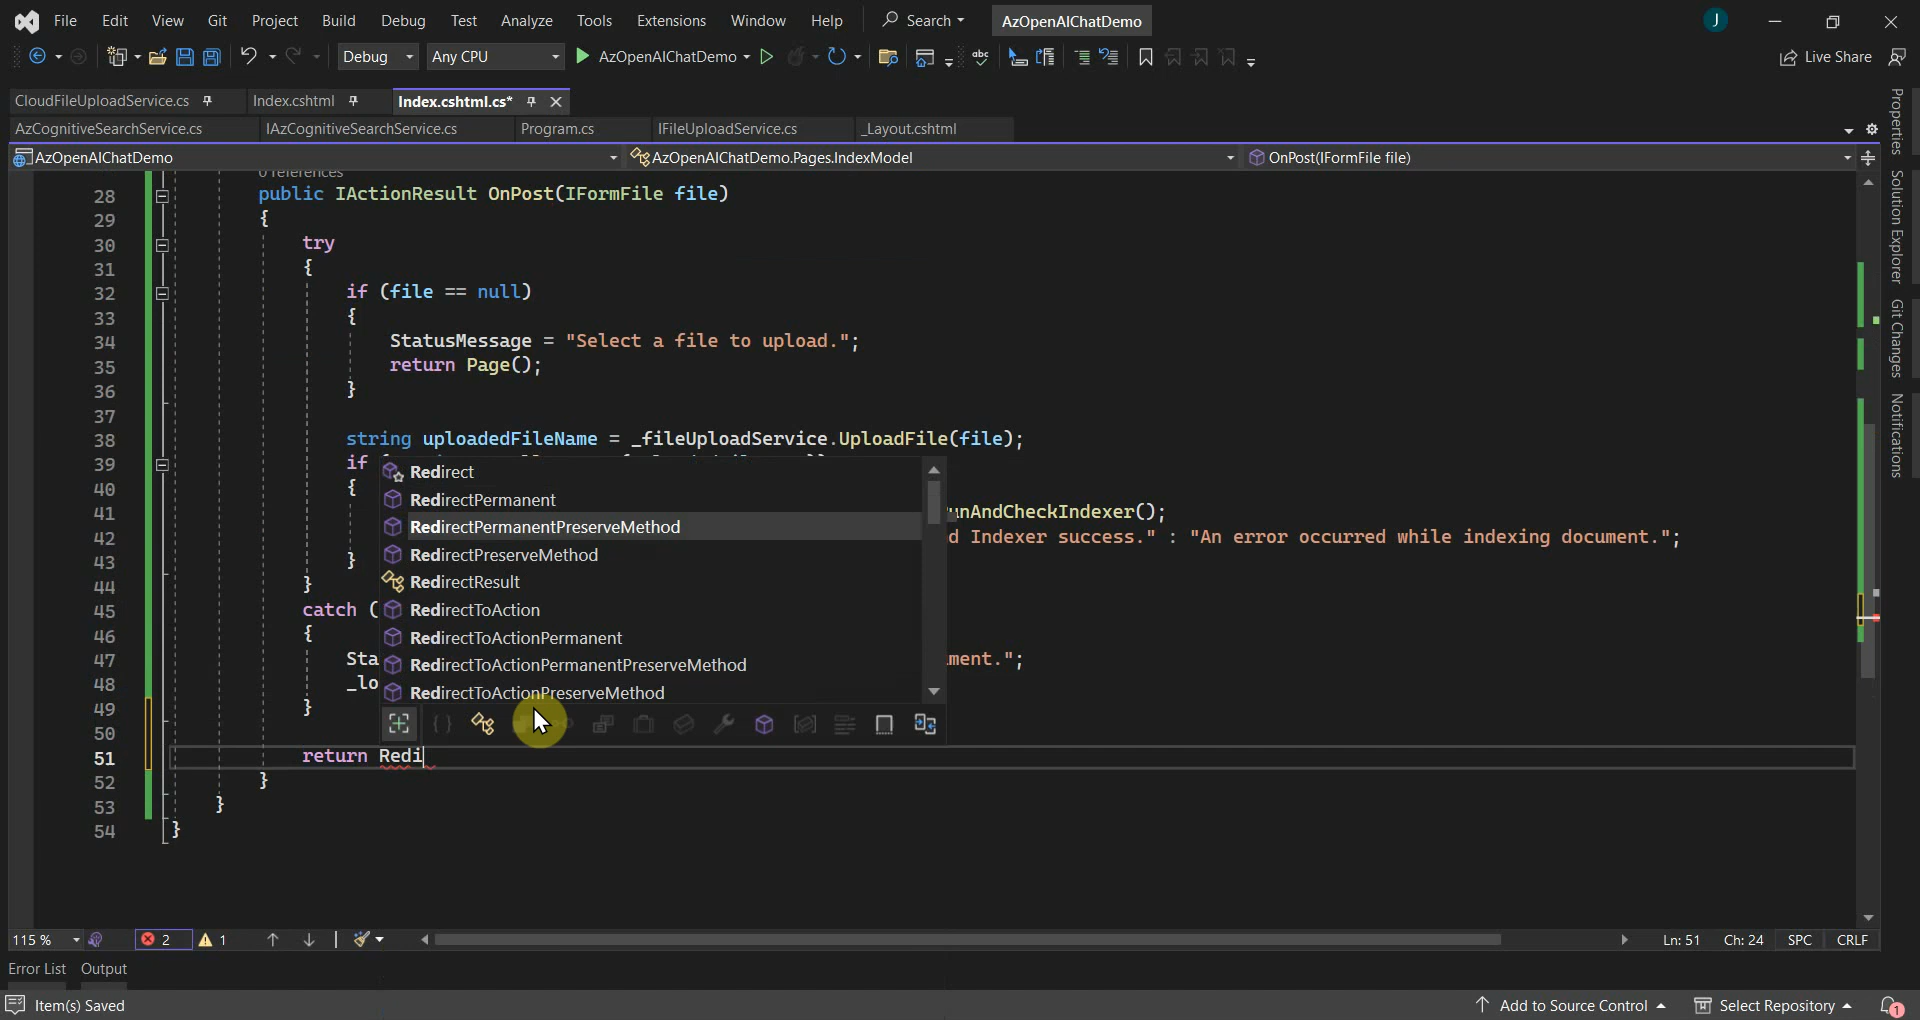 File Edit View Git Project Build Debug Test Analyze Tools Extensions Window Help Search AzOpenAIChatDemo J
Debug Any CPU AzOpenAIChatDemo Live Share
CloudFileUploadService.cs Index.cshtml Index.cshtml.cs*
AzCognitiveSearchService.cs IAzCognitiveSearchService.cs Program.cs IFileUploadService.cs _Layout.cshtml
AzOpenAIChatDemo AzOpenAIChatDemo.Pages.IndexModel OnPost(IFormFile file)
0 references
28 public IActionResult OnPost(IFormFile file)
29 {
30 try
31 {
32 if (file == null)
33 {
34 StatusMessage = "Select a file to upload.";
35 return Page();
36 }
37
38 string uploadedFileName = _fileUploadService.UploadFile(file);
39 if
40 {
41 unAndCheckIndexer();
42 d Indexer success." : "An error occurred while indexing document.";
43 }
44 }
45 catch (
46 {
47 Sta ment.";
48 _lo
49 }
50
51 return Redi
52 }
53 }
54 }
Redirect
RedirectPermanent
RedirectPermanentPreserveMethod
RedirectPreserveMethod
RedirectResult
RedirectToAction
RedirectToActionPermanent
RedirectToActionPermanentPreserveMethod
RedirectToActionPreserveMethod
Properties
Solution Explorer
Git Changes
Notifications
115 % 2 1 Ln: 51 Ch: 24 SPC CRLF
Error List Output
Item(s) Saved Add to Source Control Select Repository 1